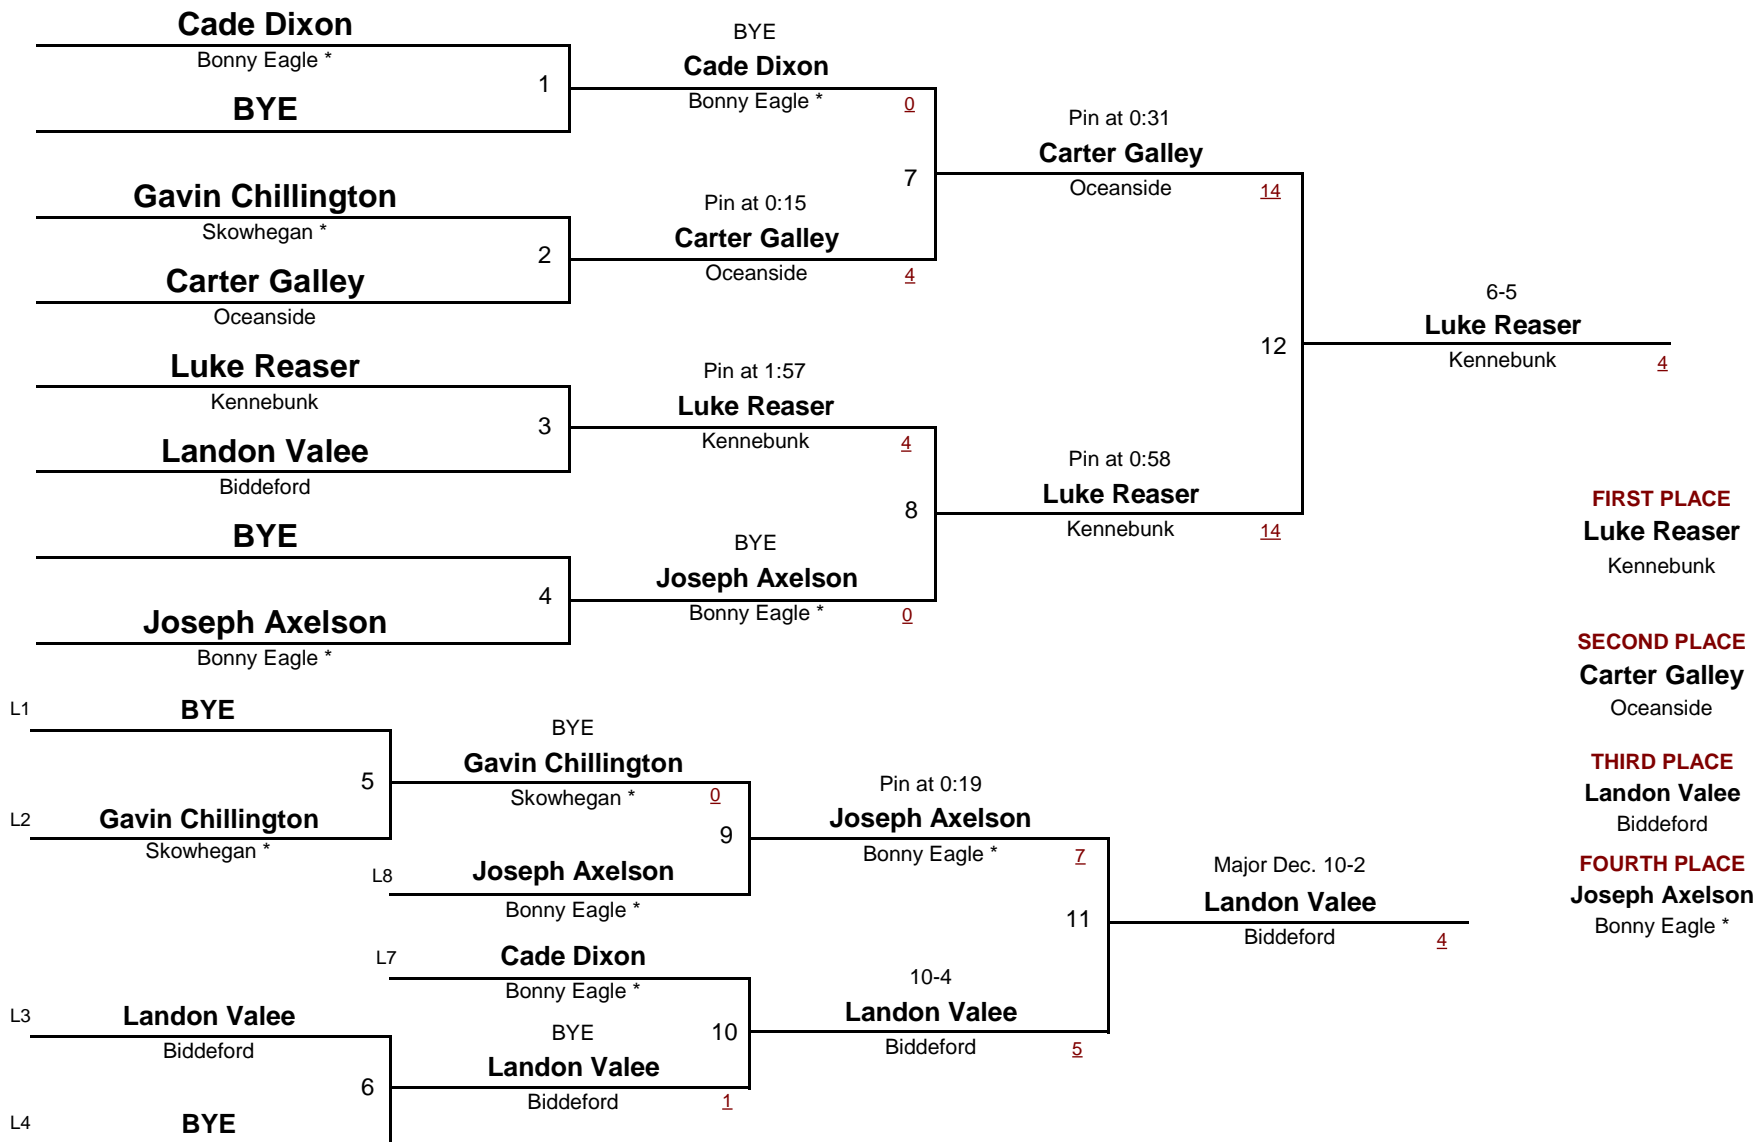 Cade Dixon
Bonny Eagle *
1
BYE
BYE
Cade Dixon
Bonny Eagle *
0
Gavin Chillington
Skowhegan *
2
Carter Galley
Oceanside
Pin at 0:15
Carter Galley
Oceanside
4
7
Pin at 0:31
Carter Galley
Oceanside
14
Luke Reaser
Kennebunk
3
Landon Valee
Biddeford
Pin at 1:57
Luke Reaser
Kennebunk
4
BYE
4
Joseph Axelson
Bonny Eagle *
BYE
Joseph Axelson
Bonny Eagle *
0
8
Pin at 0:58
Luke Reaser
Kennebunk
14
12
6-5
Luke Reaser
Kennebunk
4
FIRST PLACE
Luke Reaser
Kennebunk
SECOND PLACE
Carter Galley
Oceanside
THIRD PLACE
Landon Valee
Biddeford
FOURTH PLACE
Joseph Axelson
Bonny Eagle *
L1
BYE
5
L2
Gavin Chillington
Skowhegan *
BYE
Gavin Chillington
Skowhegan *
0
9
L8
Joseph Axelson
Bonny Eagle *
Pin at 0:19
Joseph Axelson
Bonny Eagle *
7
L7
Cade Dixon
Bonny Eagle *
10
L3
Landon Valee
Biddeford
6
L4
BYE
BYE
Landon Valee
Biddeford
1
10-4
Landon Valee
Biddeford
5
11
Major Dec. 10-2
Landon Valee
Biddeford
4